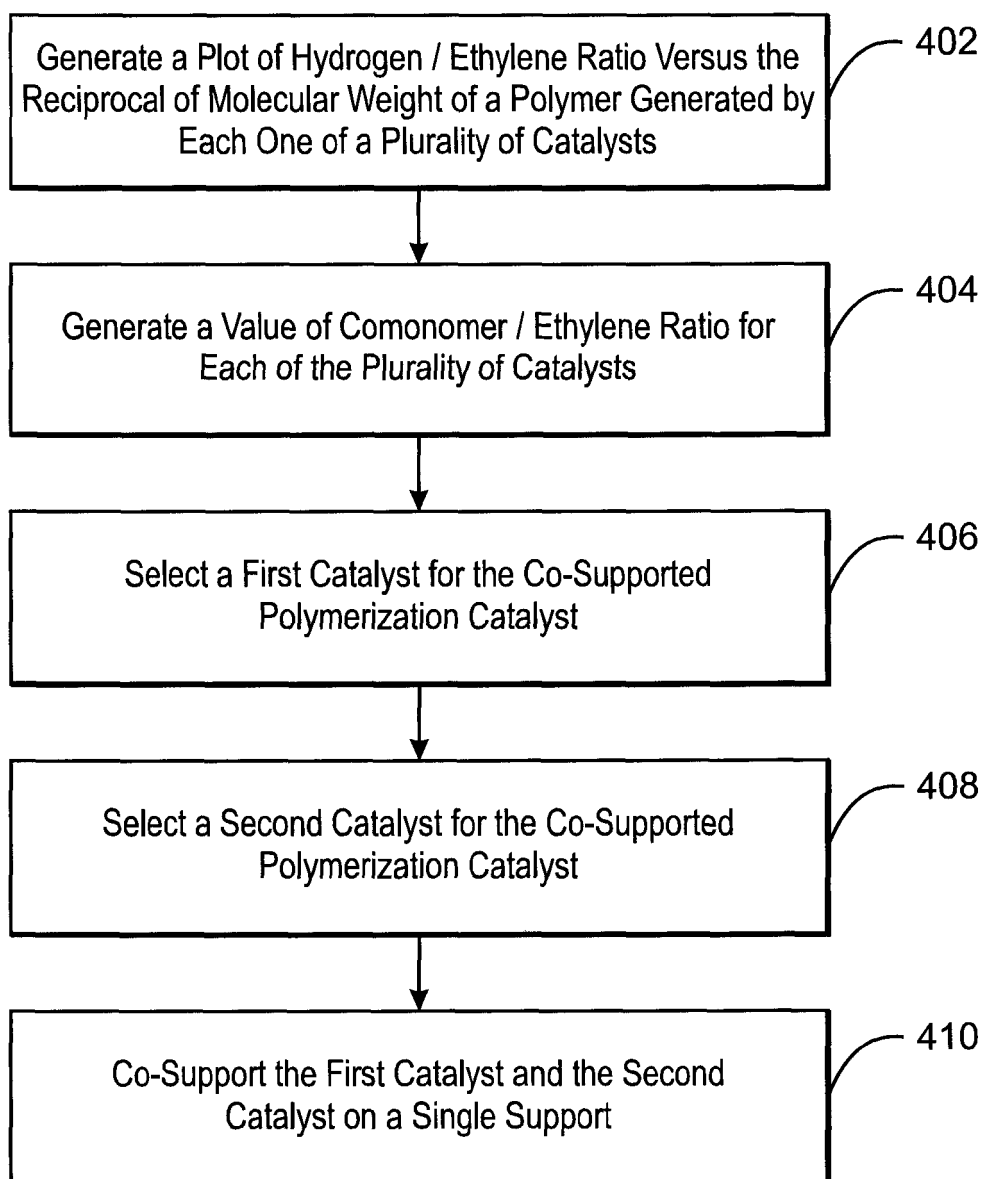 Generate a Plot of Hydrogen / Ethylene Ratio Versus the
Reciprocal of Molecular Weight of a Polymer Generated by
Each One of a Plurality of Catalysts
402
Generate a Value of Comonomer / Ethylene Ratio for
Each of the Plurality of Catalysts
404
Select a First Catalyst for the Co-Supported
Polymerization Catalyst
406
Select a Second Catalyst for the Co-Supported
Polymerization Catalyst
408
Co-Support the First Catalyst and the Second
Catalyst on a Single Support
410